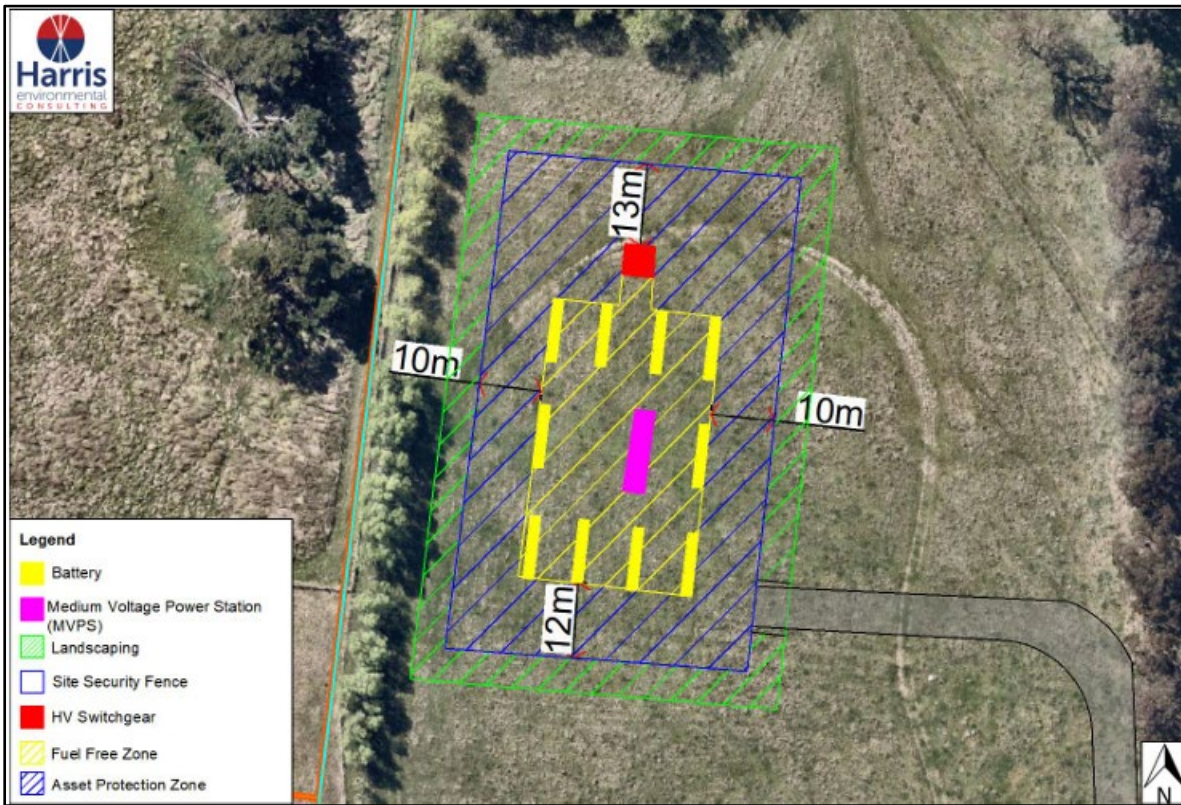 Harris
environmental
CONSULTING
13m
10m
10m
12m
Legend
Battery
Medium Voltage Power Station
(MVPS)
Landscaping
Site Security Fence
HV Switchgear
Fuel Free Zone
Asset Protection Zone
N